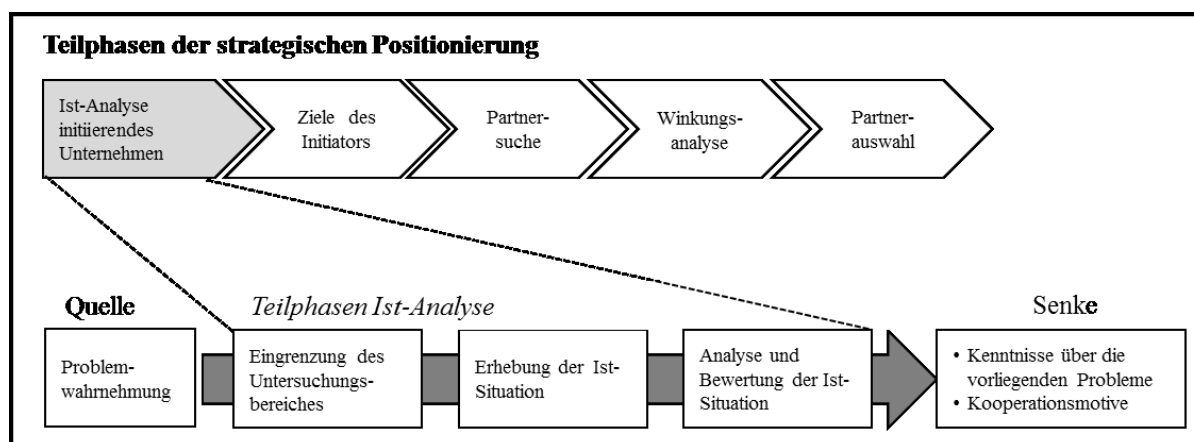 Teilphasen der strategischen Positionierung
Ist-Analyse
initiierendes
Unternehmen
Ziele des
Initiators
Partner-
suche
Winkungs-
analyse
Partner-
auswahl
Quelle
Teilphasen Ist-Analyse
Senke
Problem-
wahrnehmung
Eingrenzung des
Untersuchungs-
bereiches
Erhebung der Ist-
Situation
Analyse und
Bewertung der Ist-
Situation
• Kenntnisse über die
vorliegenden Probleme
• Kooperationsmotive